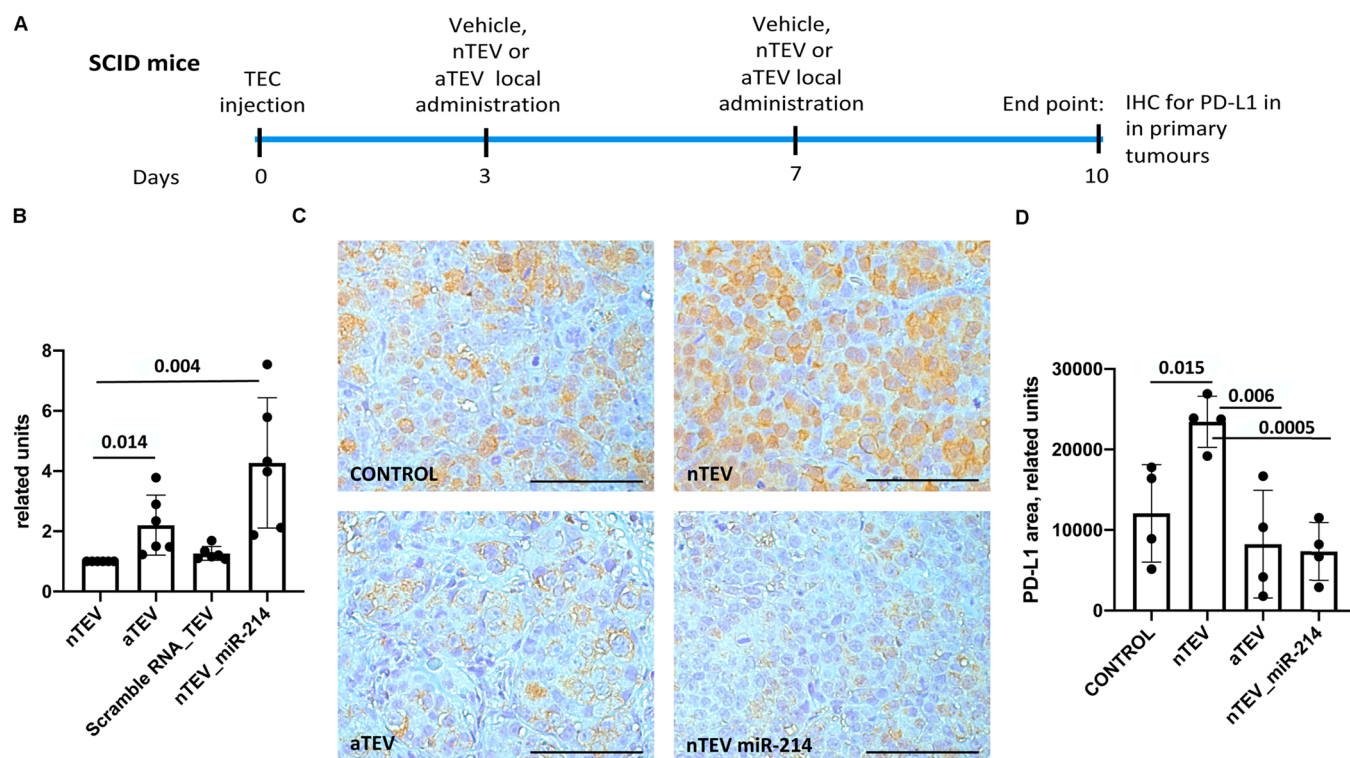 A
SCID mice
TEC
injection
Vehicle,
nTEV or
aTEV local
administration
Vehicle,
nTEV or
aTEV local
administration
End point:
IHC for PD-L1 in
in primary
tumours
Days
0
3
7
10
B
related units
8
6
4
2
0
0.004
0.014
nTEV
aTEV
Scramble RNA_TEV
nTEV_miR-214
C
CONTROL
nTEV
aTEV
nTEV miR-214
D
PD-L1 area, related units
30000
20000
10000
0
0.015
0.006
0.0005
CONTROL
nTEV
aTEV
nTEV_miR-214